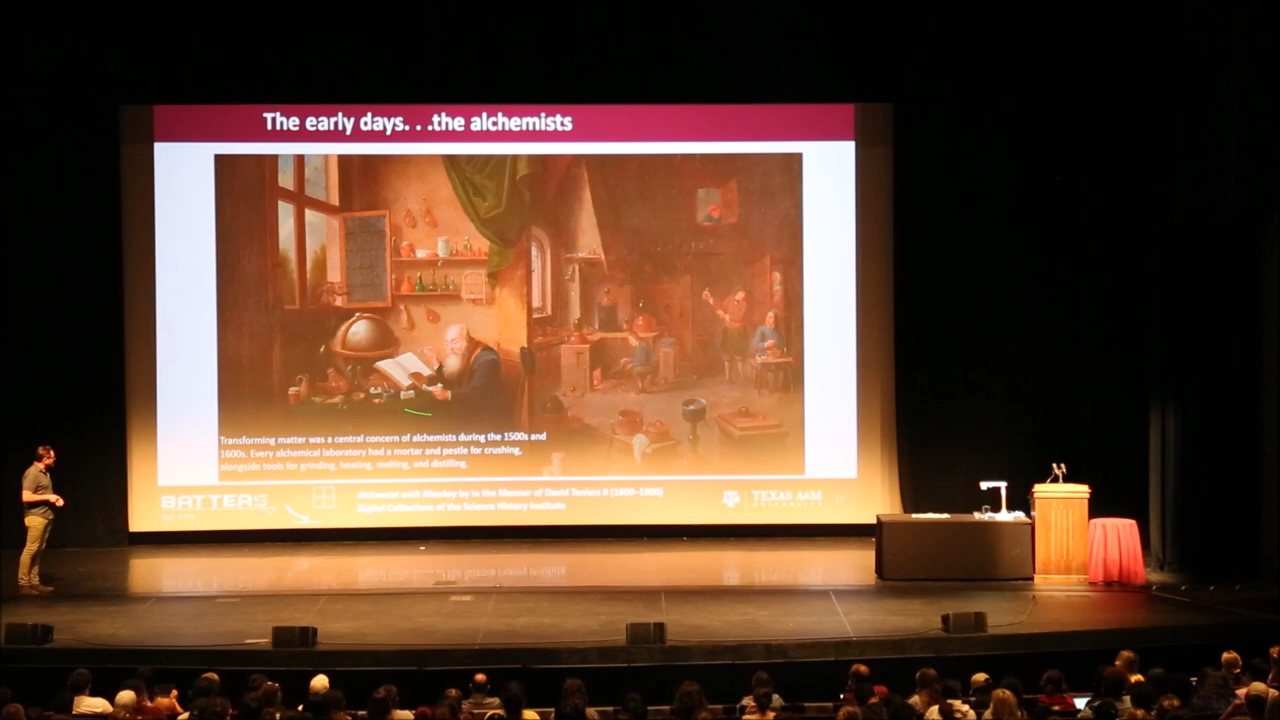 The early days. . .the alchemists
Transforming matter was a central concern of alchemists during the 1500s and
1600s. Every alchemical laboratory had a mortar and pestle for crushing,
alongside tools for grinding, heating, melting, and distilling.
Alchemist with Monkey by In the Manner of David Teniers II (1600–1800)
Digital Collections of the Science History Institute
BATTER
TEXAS A&M
UNIVERSITY